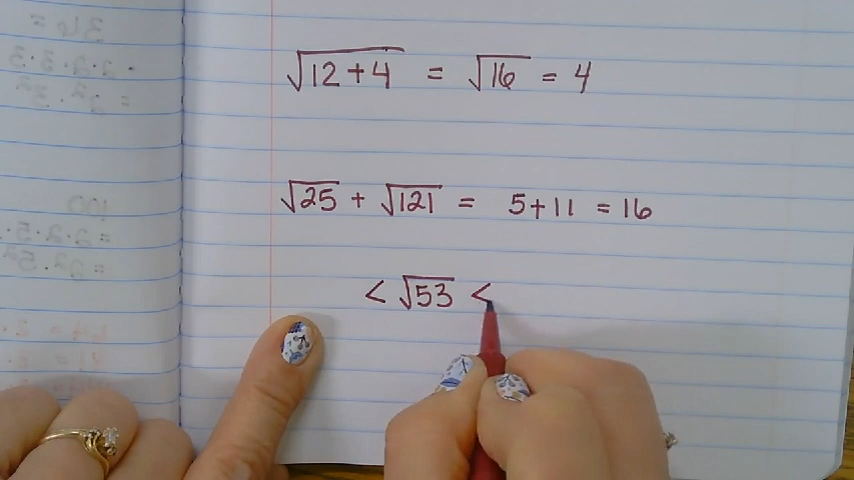 √12+4 = √16 = 4
√25 + √121 = 5+11 = 16
< √53 <